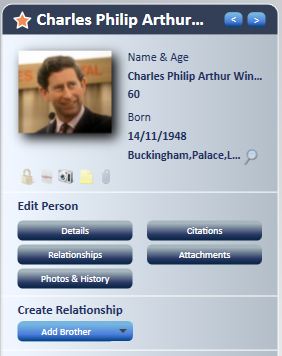 Charles Philip Arthur...
< >
Name & Age
Charles Philip Arthur Win...
60
Born
14/11/1948
Buckingham,Palace,L...
Edit Person
Details
Citations
Relationships
Attachments
Photos & History
Create Relationship
Add Brother